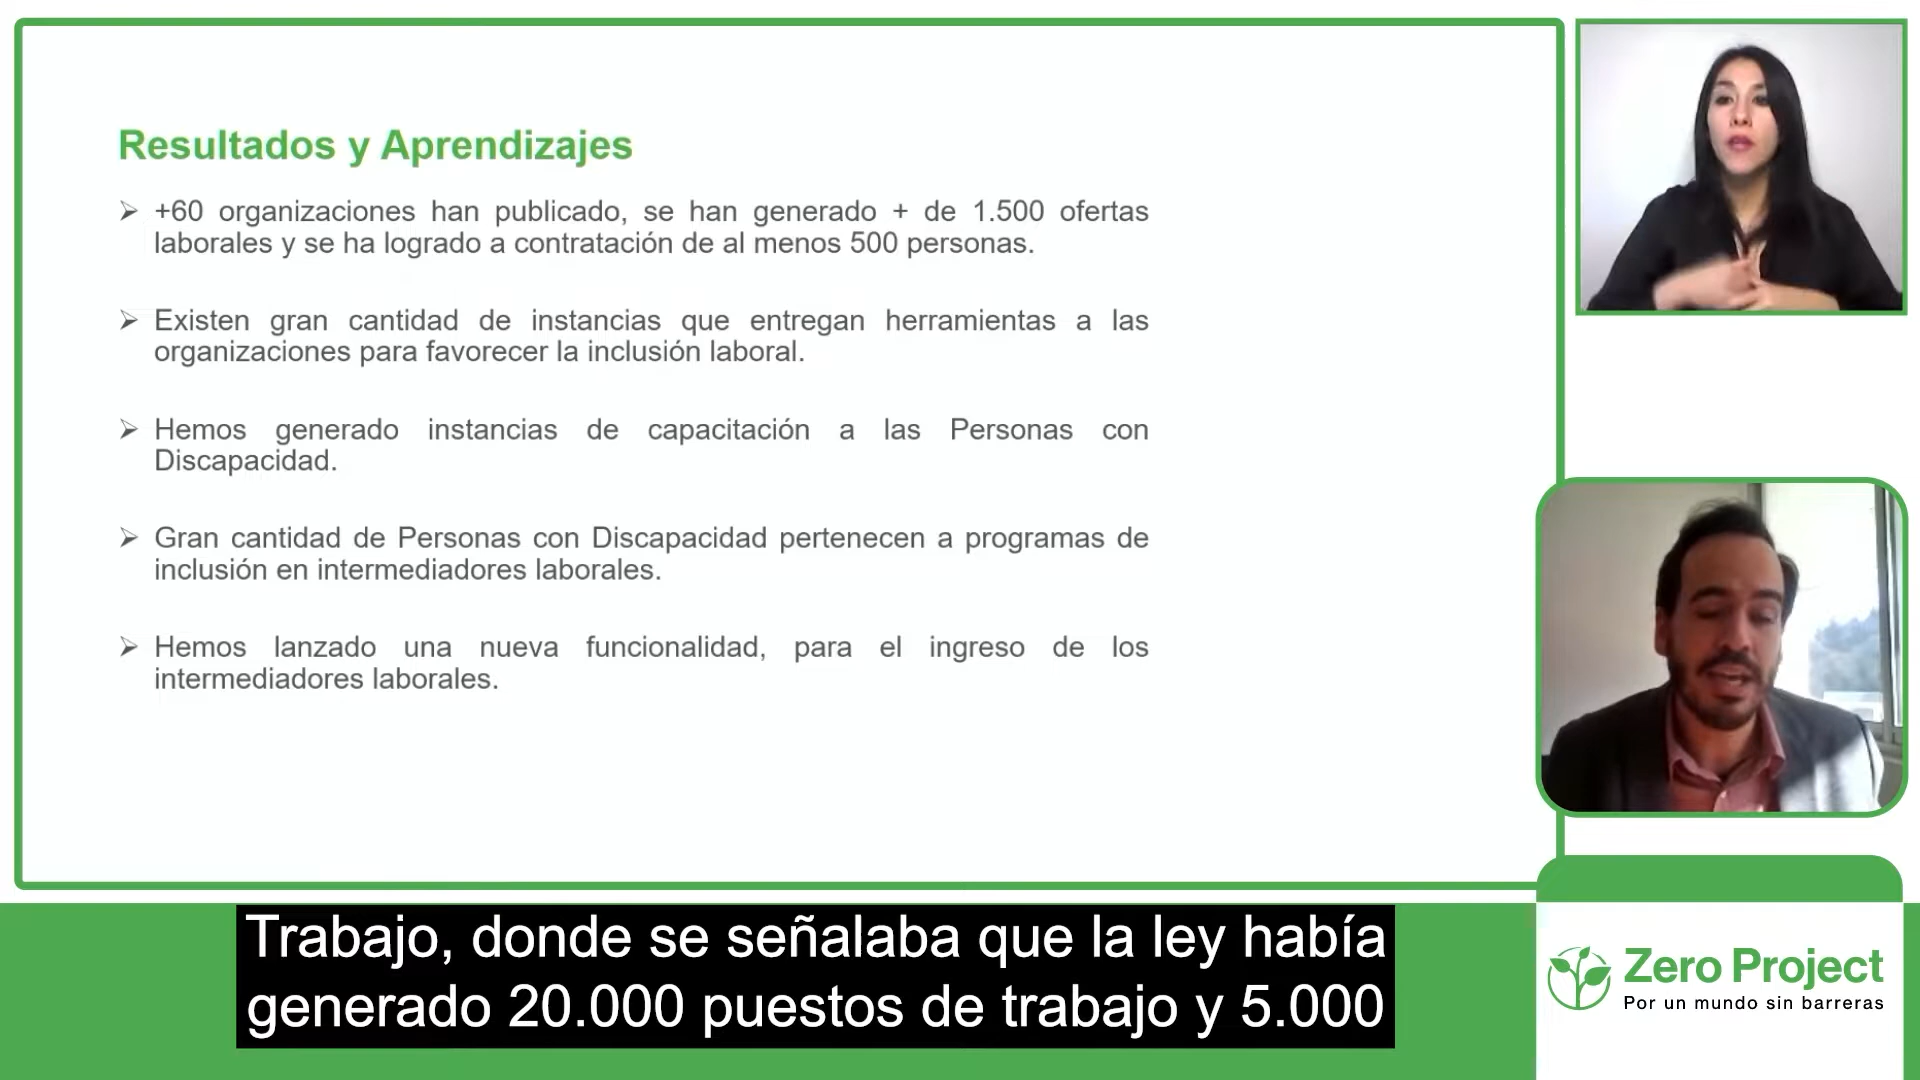 Resultados y Aprendizajes
+60 organizaciones han publicado, se han generado + de 1.500 ofertas
laborales y se ha logrado a contratación de al menos 500 personas.
Existen gran cantidad de instancias que entregan herramientas a las
organizaciones para favorecer la inclusión laboral.
Hemos generado instancias de capacitación a las Personas con
Discapacidad.
Gran cantidad de Personas con Discapacidad pertenecen a programas de
inclusión en intermediadores laborales.
Hemos lanzado una nueva funcionalidad, para el ingreso de los
intermediadores laborales.
Trabajo, donde se señalaba que la ley había
generado 20.000 puestos de trabajo y 5.000
Zero Project
Por un mundo sin barreras